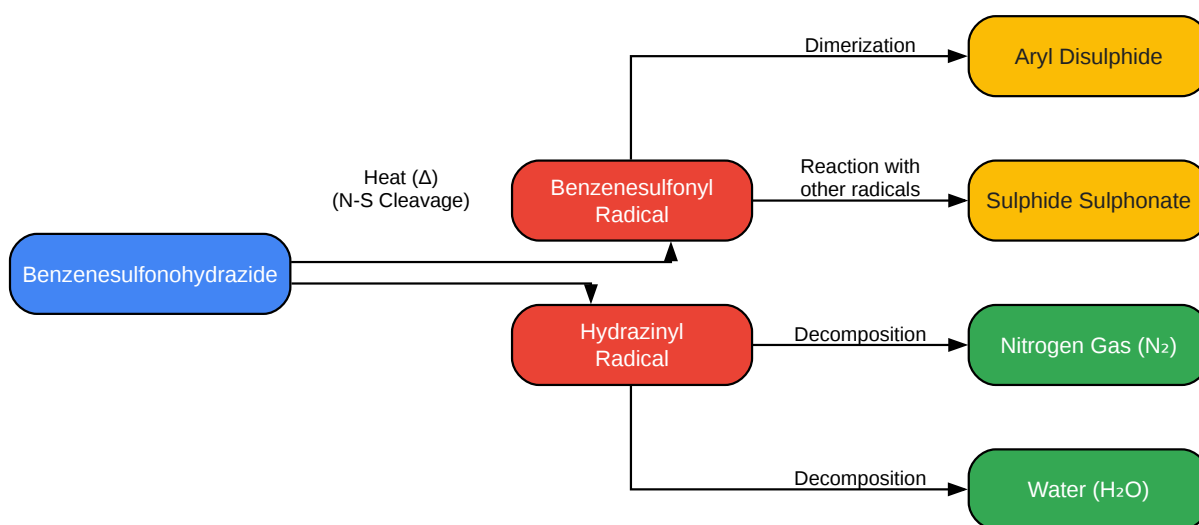 Dimerization
Aryl Disulphide
Heat (Δ)
(N-S Cleavage)
Benzenesulfonyl
Radical
Reaction with
other radicals
Sulphide Sulphonate
Benzenesulfonohydrazide
Hydrazinyl
Radical
Decomposition
Nitrogen Gas (N₂)
Decomposition
Water (H₂O)